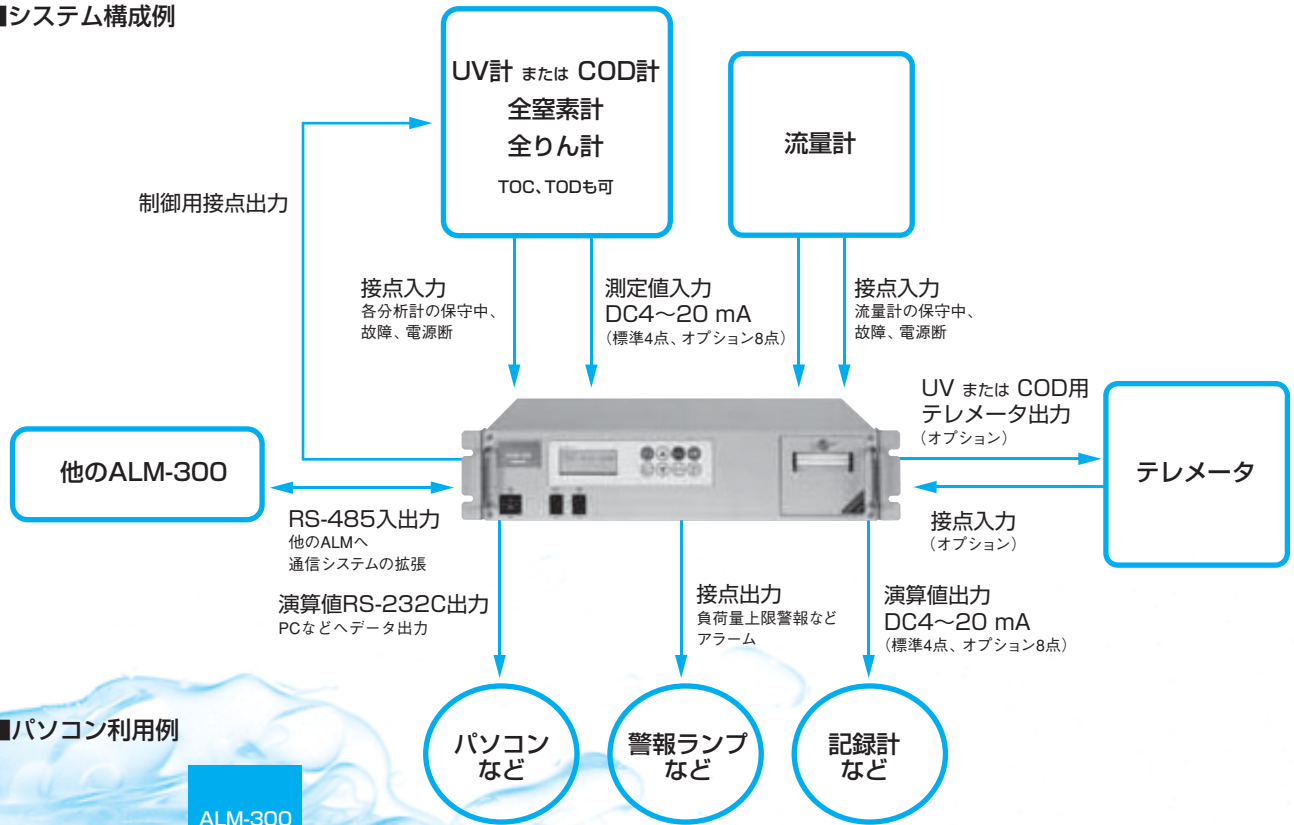 ■システム構成例
UV計 または COD計
全窒素計
全りん計
TOC、TODも可
流量計
制御用接点出力
接点入力
各分析計の保守中、
故障、電源断
測定値入力
DC4～20 mA
（標準4点、オプション8点）
接点入力
流量計の保守中、
故障、電源断
UV または COD用
テレメータ出力
（オプション）
他のALM-300
テレメータ
RS-485入出力
他のALMへ
通信システムの拡張
接点入力
（オプション）
演算値RS-232C出力
PCなどへデータ出力
接点出力
負荷量上限警報など
アラーム
演算値出力
DC4～20 mA
（標準4点、オプション8点）
■パソコン利用例
パソコン
など
警報ランプ
など
記録計
など
ALM-300